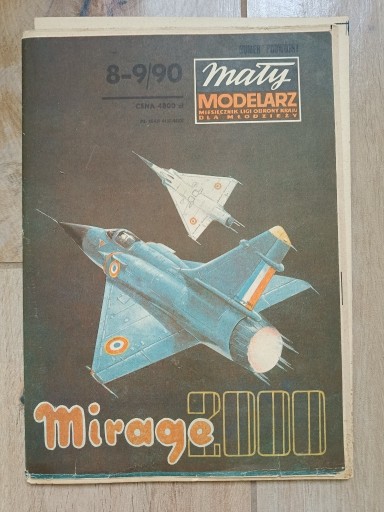 8-9/90
CENA 4800 zł
Mały
MODELARZ
MIESIĘCZNIK LIGI OBRONY KRAJU
DLA MŁODZIEŻY
Mirage 2000